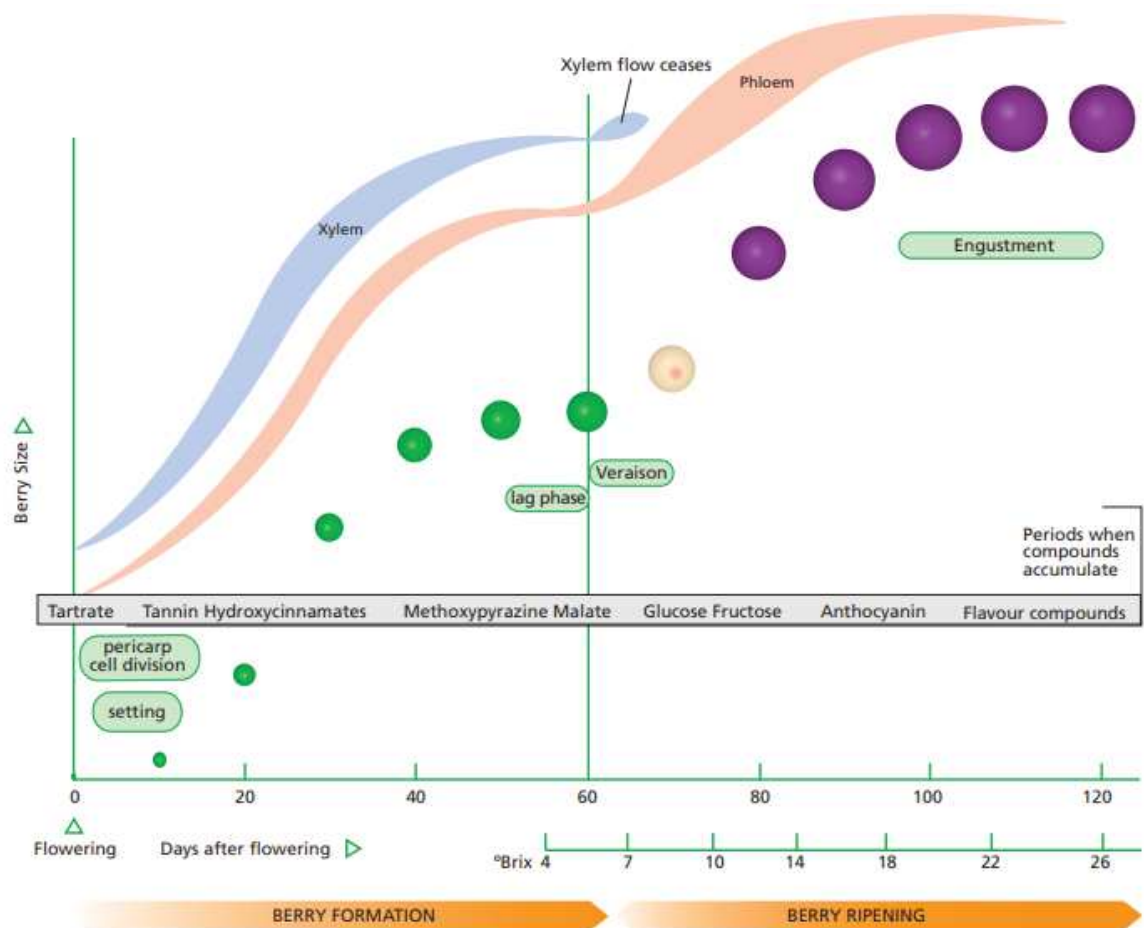 Xylem flow ceases
Phloem
Xylem
Engustment
Berry Size
Veraison
lag phase
Periods when
compounds
accumulate
Tartrate Tannin Hydroxycinnamates Methoxypyrazine Malate Glucose Fructose Anthocyanin Flavour compounds
pericarp
cell division
setting
0 20 40 60 80 100 120
Flowering Days after flowering
ºBrix 4 7 10 14 18 22 26
BERRY FORMATION BERRY RIPENING